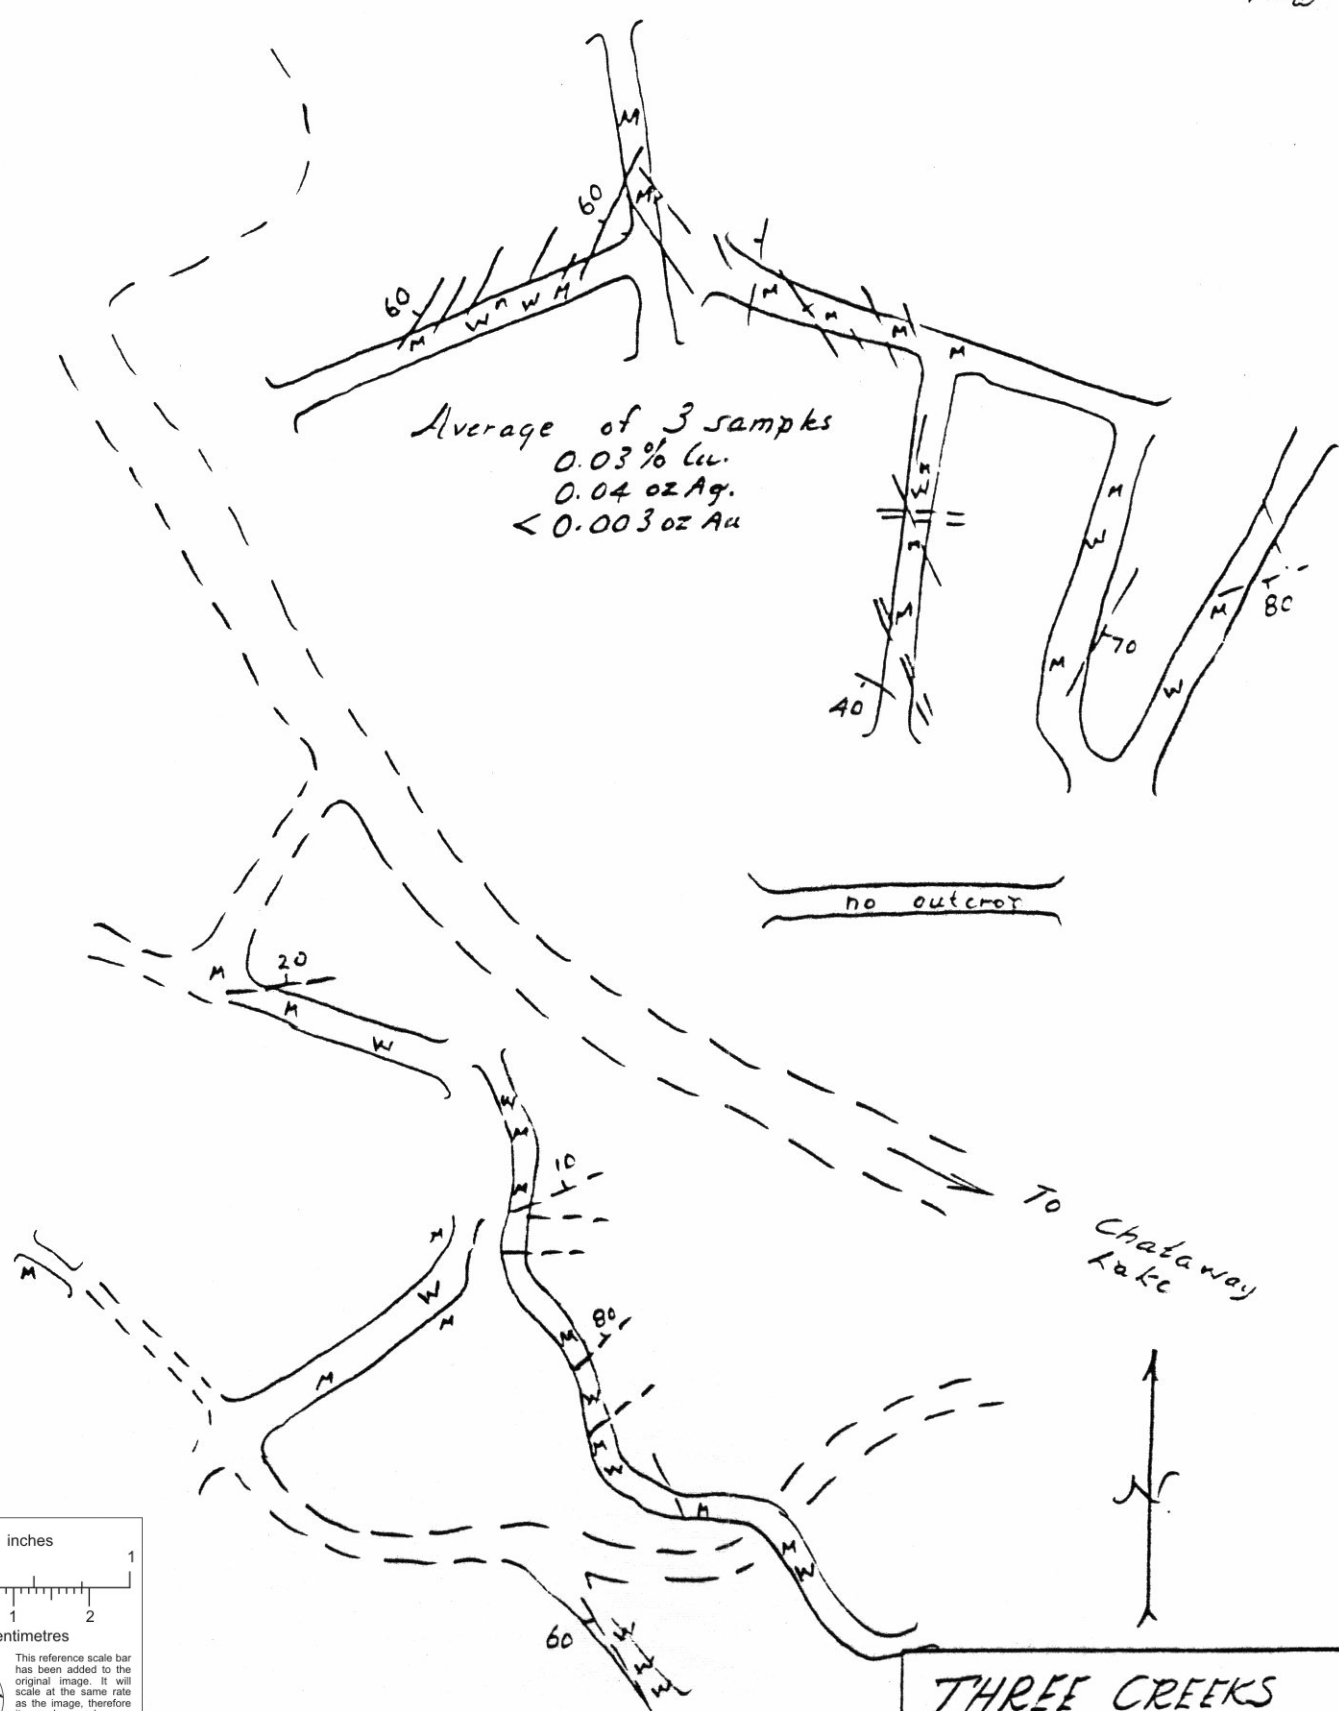 60
60
M
M
M
W
M
W
M
M
M
M
M
Average of 3 samples
0.03% Cu.
0.04 oz Ag.
< 0.003 oz Au
M
W
M
M
W
M
M
40
70
M
W
80
no outcrop
20
M
M
W
W
M
10
M
To Chataway
Lake
M
M
W
M
M
80
M
W
M
W
M
M
W
60
W
W
W
N
inches
1
1 2
centimetres
This reference scale bar
has been added to the
original image. It will
scale at the same rate
as the image, therefore
THREE CREEKS